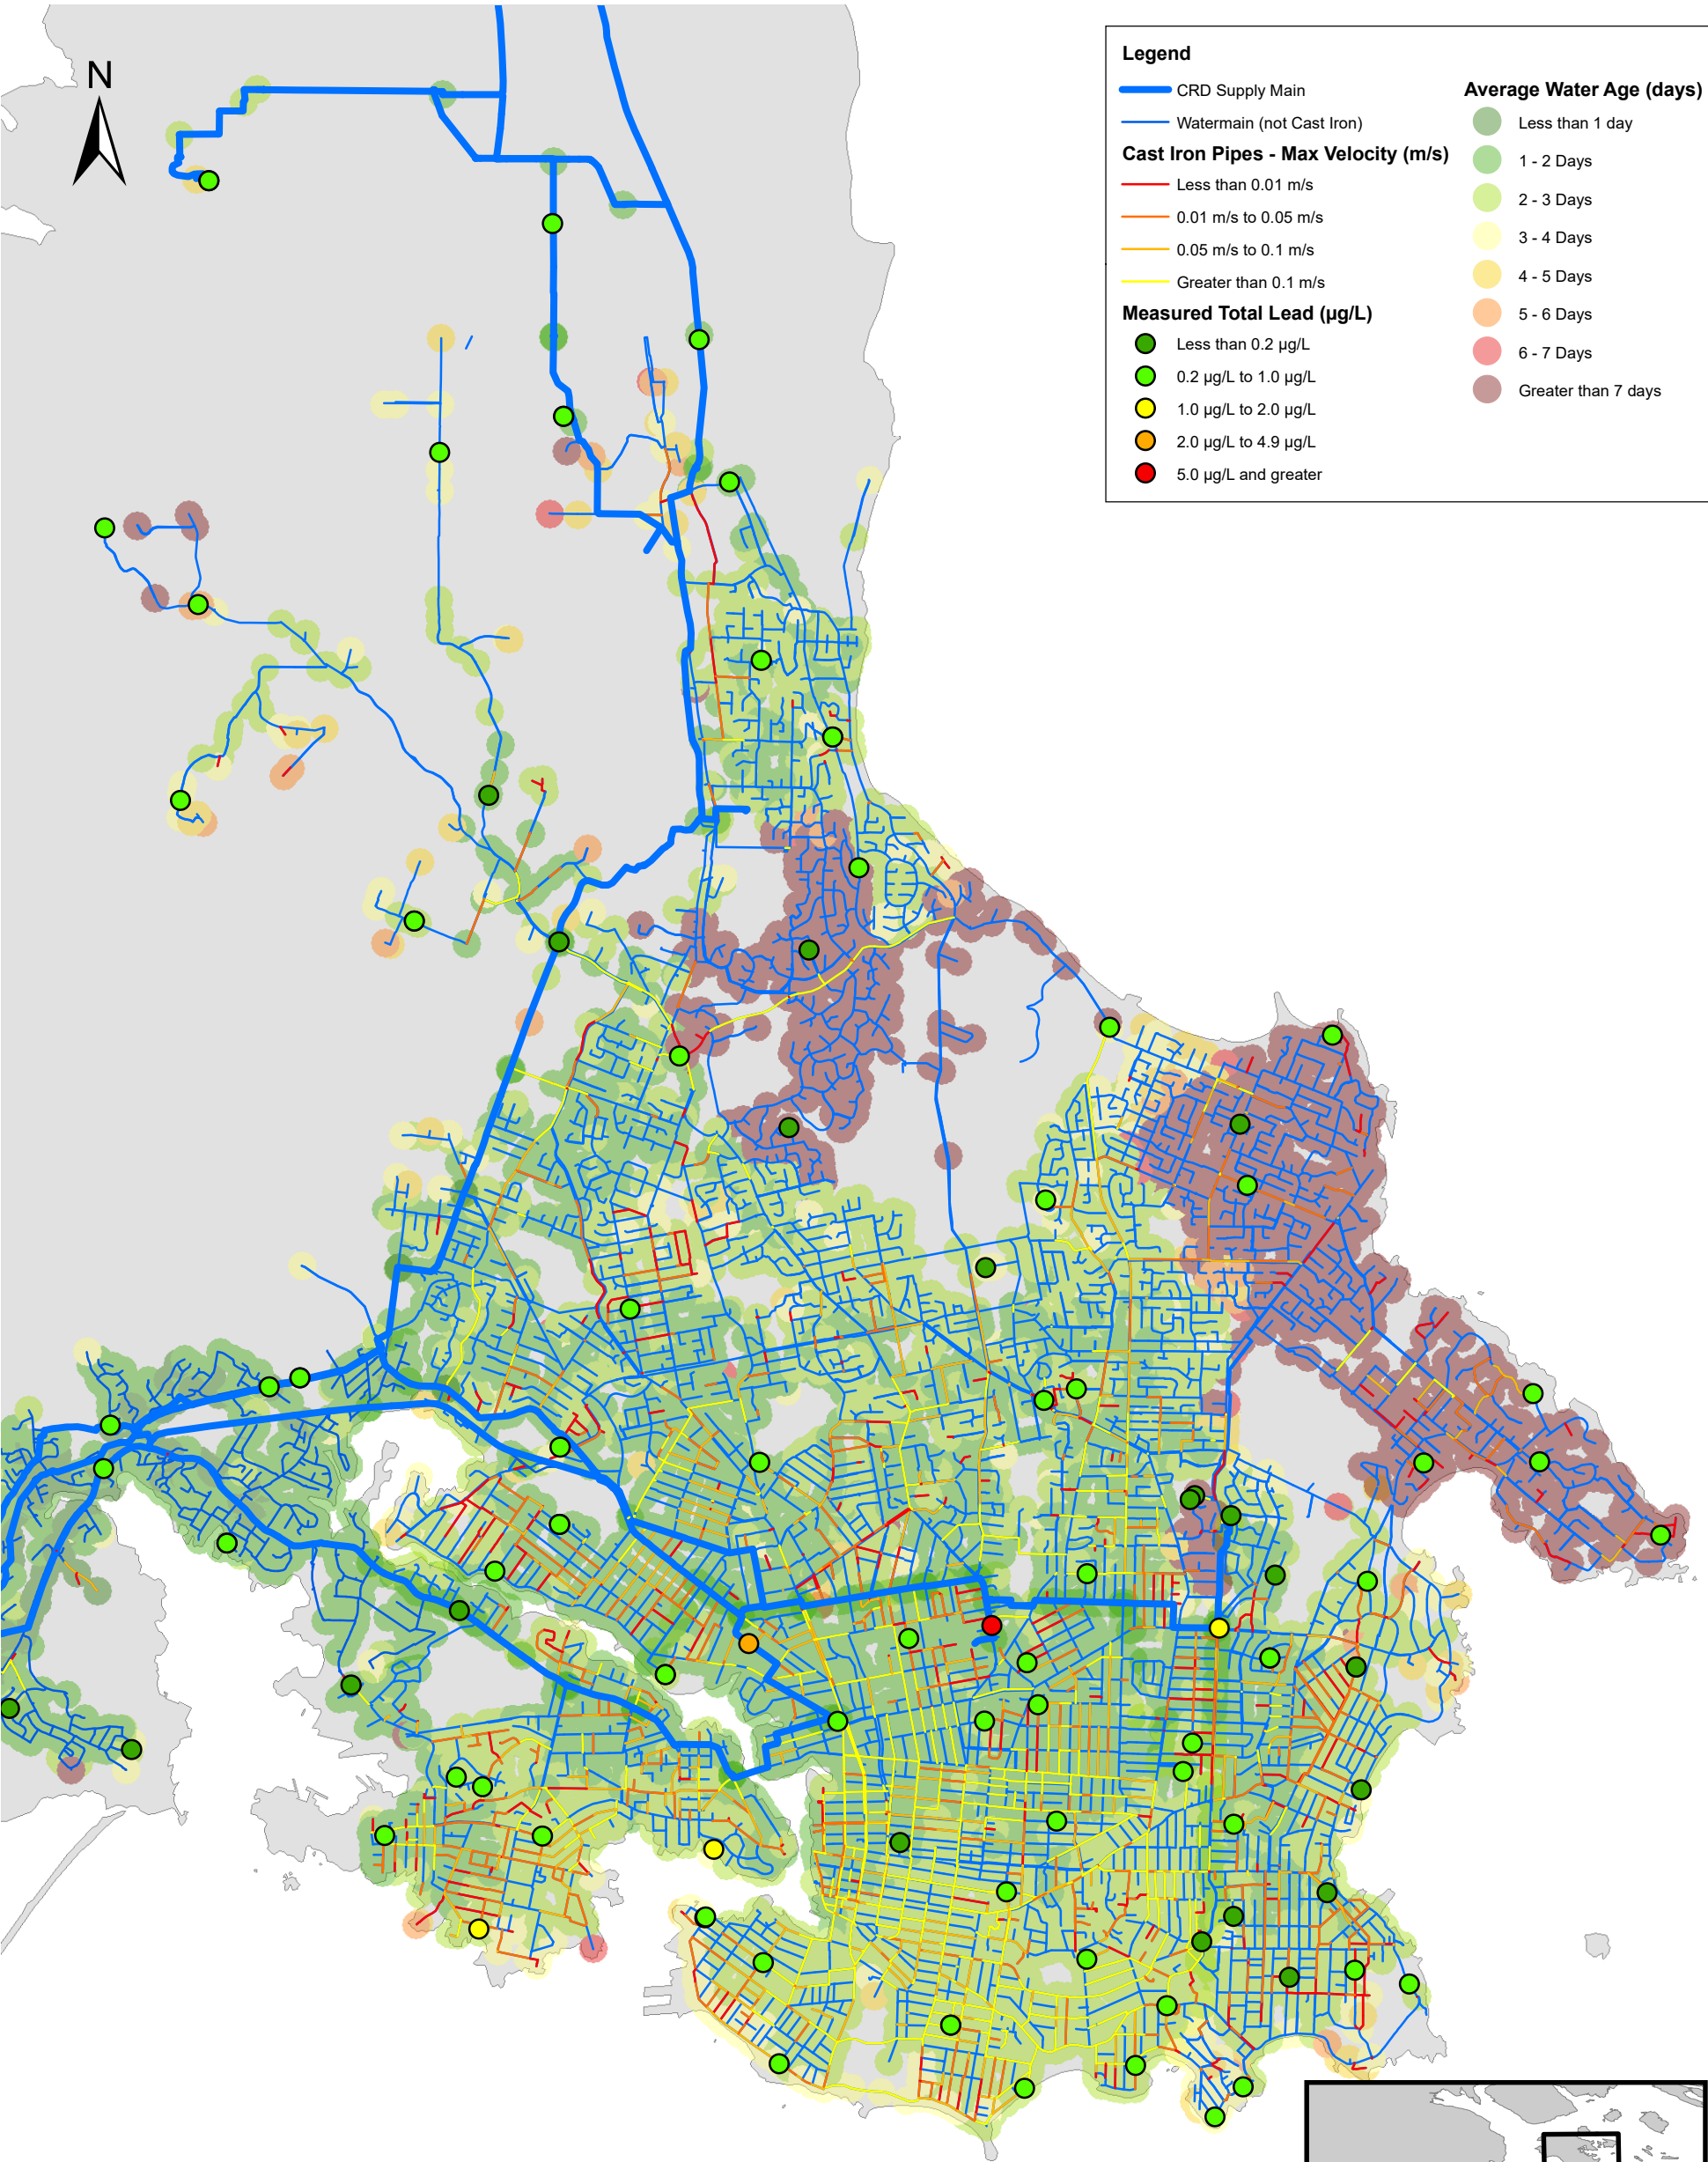 N
Legend
CRD Supply Main
Watermain (not Cast Iron)
Cast Iron Pipes - Max Velocity (m/s)
Less than 0.01 m/s
0.01 m/s to 0.05 m/s
0.05 m/s to 0.1 m/s
Greater than 0.1 m/s
Measured Total Lead (µg/L)
Less than 0.2 µg/L
0.2 µg/L to 1.0 µg/L
1.0 µg/L to 2.0 µg/L
2.0 µg/L to 4.9 µg/L
5.0 µg/L and greater
Average Water Age (days)
Less than 1 day
1 - 2 Days
2 - 3 Days
3 - 4 Days
4 - 5 Days
5 - 6 Days
6 - 7 Days
Greater than 7 days